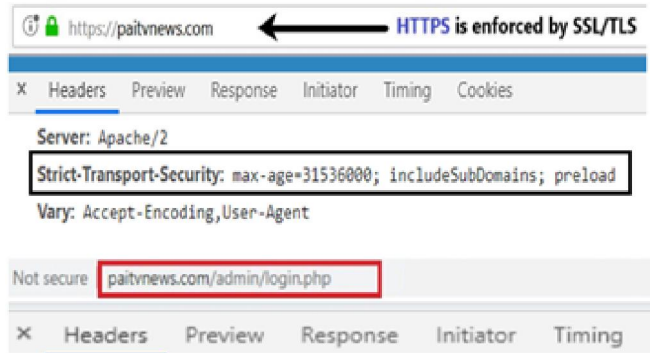 https://paitvnews.com HTTPS is enforced by SSL/TLS
X Headers Preview Response Initiator Timing Cookies
Server: Apache/2
Strict-Transport-Security: max-age=31536000; includeSubDomains; preload
Vary: Accept-Encoding,User-Agent
Not secure paitvnews.com/admin/login.php
X Headers Preview Response Initiator Timing